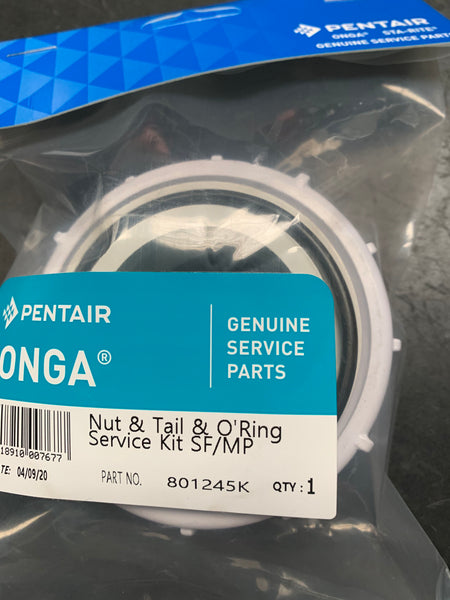 PENTAIR
ONGA® STA-RITE®
GENUINE SERVICE PARTS
PENTAIR
ONGA®
GENUINE
SERVICE
PARTS
Nut & Tail & O'Ring
Service Kit SF/MP
18910 007677
TE: 04/09/20
PART NO. 801245K QTY : 1